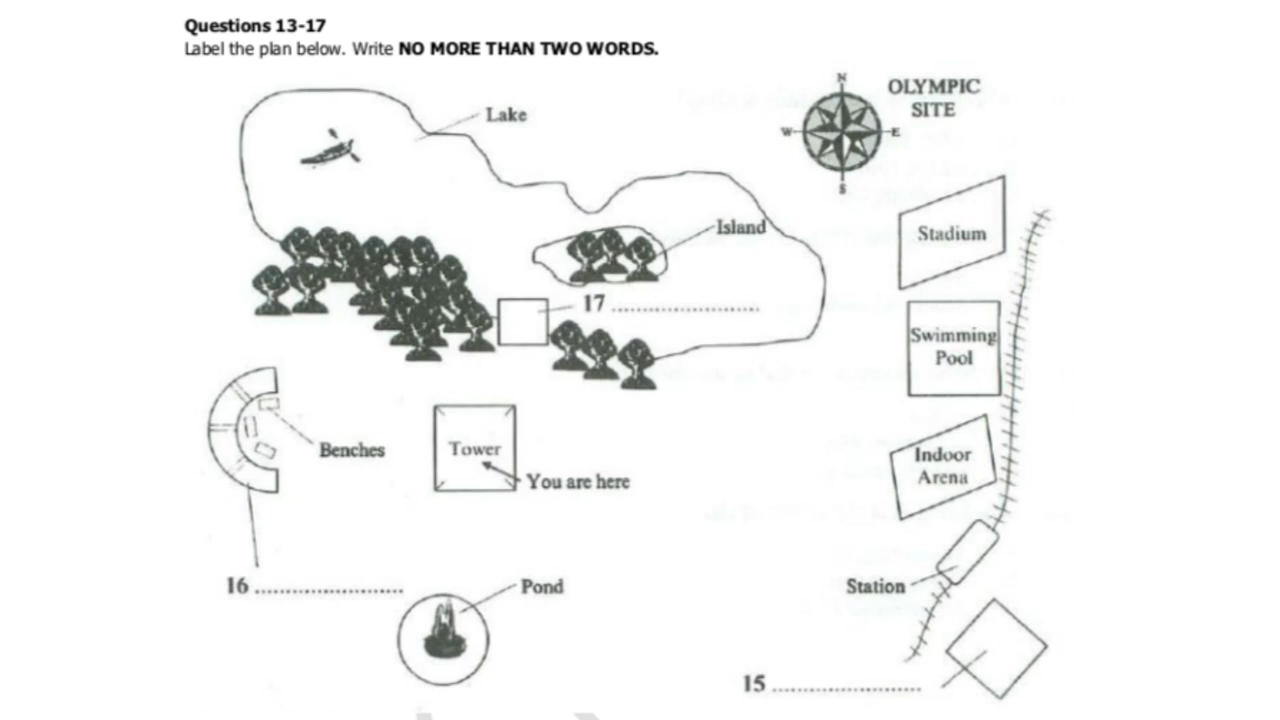 Questions 13-17
Label the plan below. Write NO MORE THAN TWO WORDS.
N
OLYMPIC
SITE
W
E
S
Lake
Stadium
Island
17 ....................
Swimming
Pool
Benches
Tower
You are here
Indoor
Arena
16 ....................
Pond
Station
15 ....................